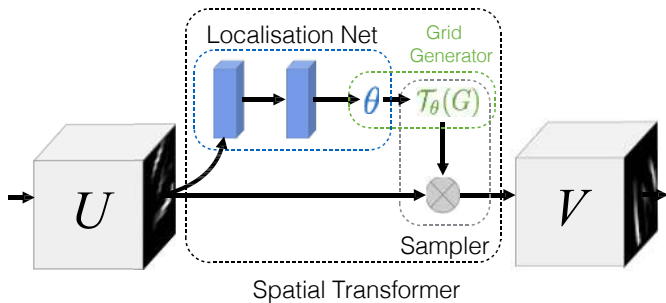 Localisation Net
Grid
Generator
θ
𝒯θ(G)
U
V
Sampler
Spatial Transformer